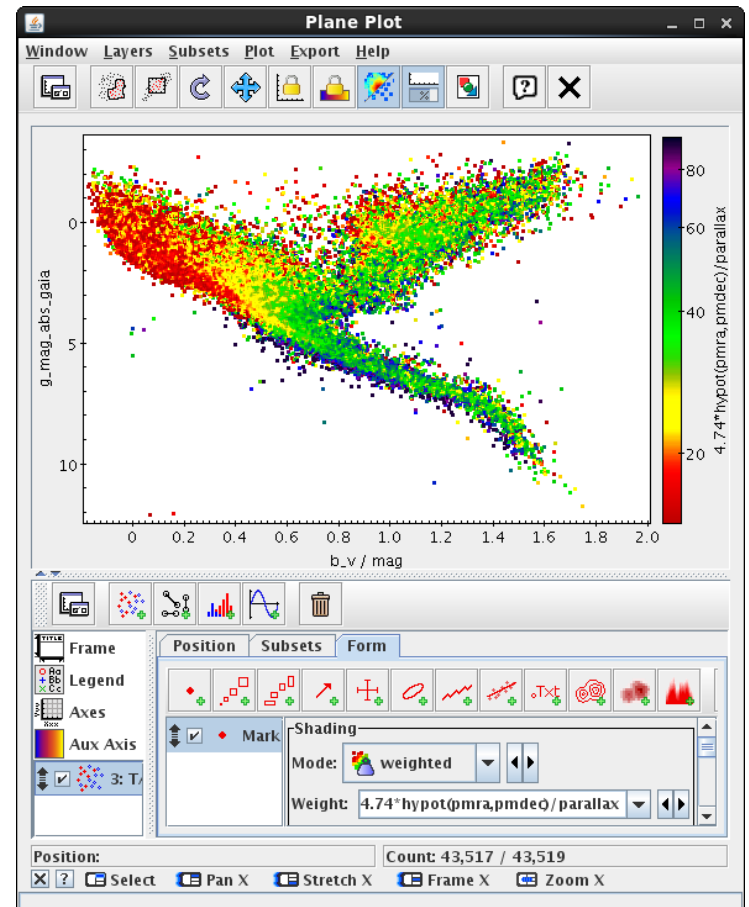 Plane Plot
Window Layers Subsets Plot Export Help
g_mag_abs_gaia
0
5
10
0 0.2 0.4 0.6 0.8 1.0 1.2 1.4 1.6 1.8 2.0
b_v / mag
80
60
40
20
4.74*hypot(pmra,pmdec)/parallax
TITLE
Frame
Legend
Axes
Aux Axis
3: TA
Position Subsets Form
Txt
Mark
Shading
Mode: weighted
Weight: 4.74*hypot(pmra,pmdec)/parallax
Position:
Count: 43,517 / 43,519
Select Pan X Stretch X Frame X Zoom X